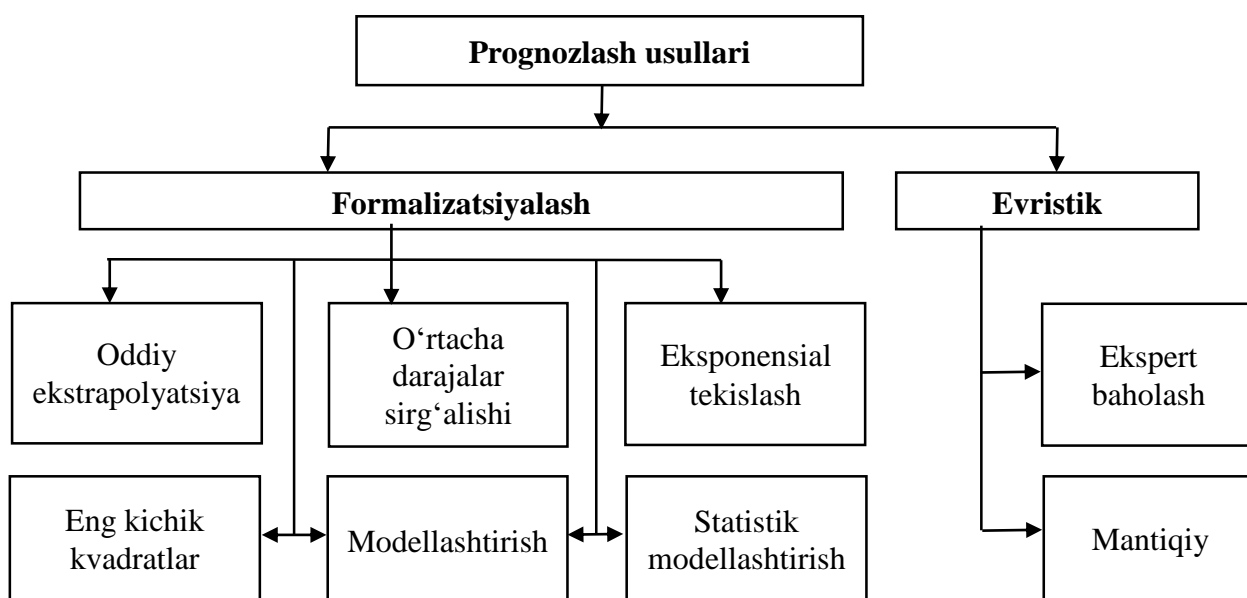 Prognozlash usullari
Formalizatsiyalash
Evristik
Oddiy
ekstrapolyatsiya
O‘rtacha
darajalar
sirg‘alishi
Eksponensial
tekislash
Ekspert
baholash
Eng kichik
kvadratlar
Modellashtirish
Statistik
modellashtirish
Mantiqiy